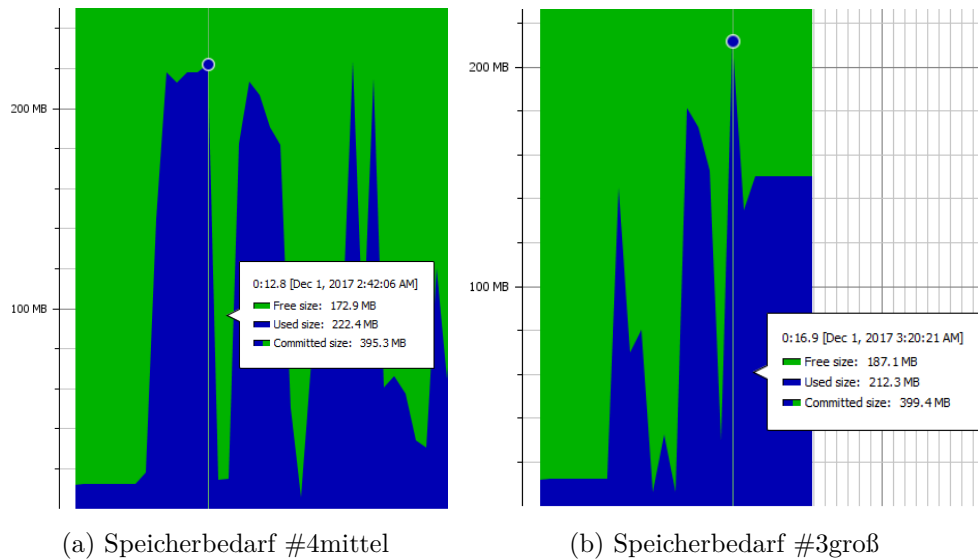 200 MB
100 MB
0:12.8 [Dec 1, 2017 2:42:06 AM]
Free size: 172.9 MB
Used size: 222.4 MB
Committed size: 395.3 MB
(a) Speicherbedarf #4mittel
200 MB
100 MB
0:16.9 [Dec 1, 2017 3:20:21 AM]
Free size: 187.1 MB
Used size: 212.3 MB
Committed size: 399.4 MB
(b) Speicherbedarf #3groß